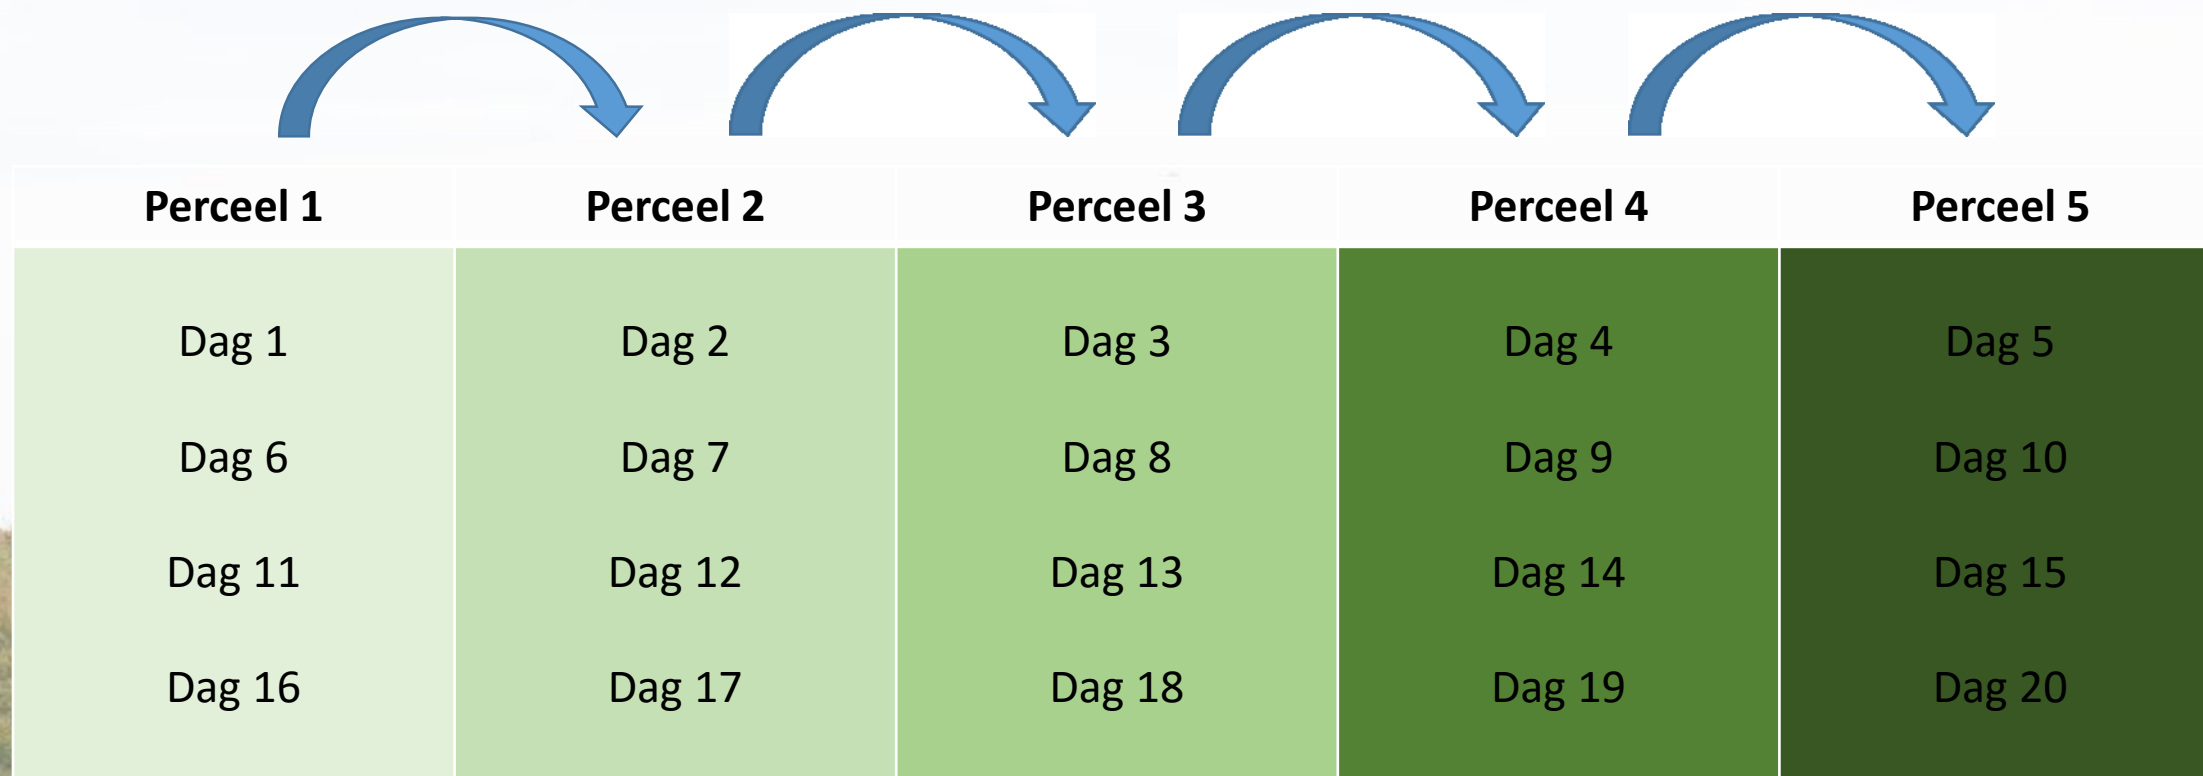 Perceel 1 Perceel 2 Perceel 3 Perceel 4 Perceel 5
Dag 1 Dag 2 Dag 3 Dag 4 Dag 5
Dag 6 Dag 7 Dag 8 Dag 9 Dag 10
Dag 11 Dag 12 Dag 13 Dag 14 Dag 15
Dag 16 Dag 17 Dag 18 Dag 19 Dag 20